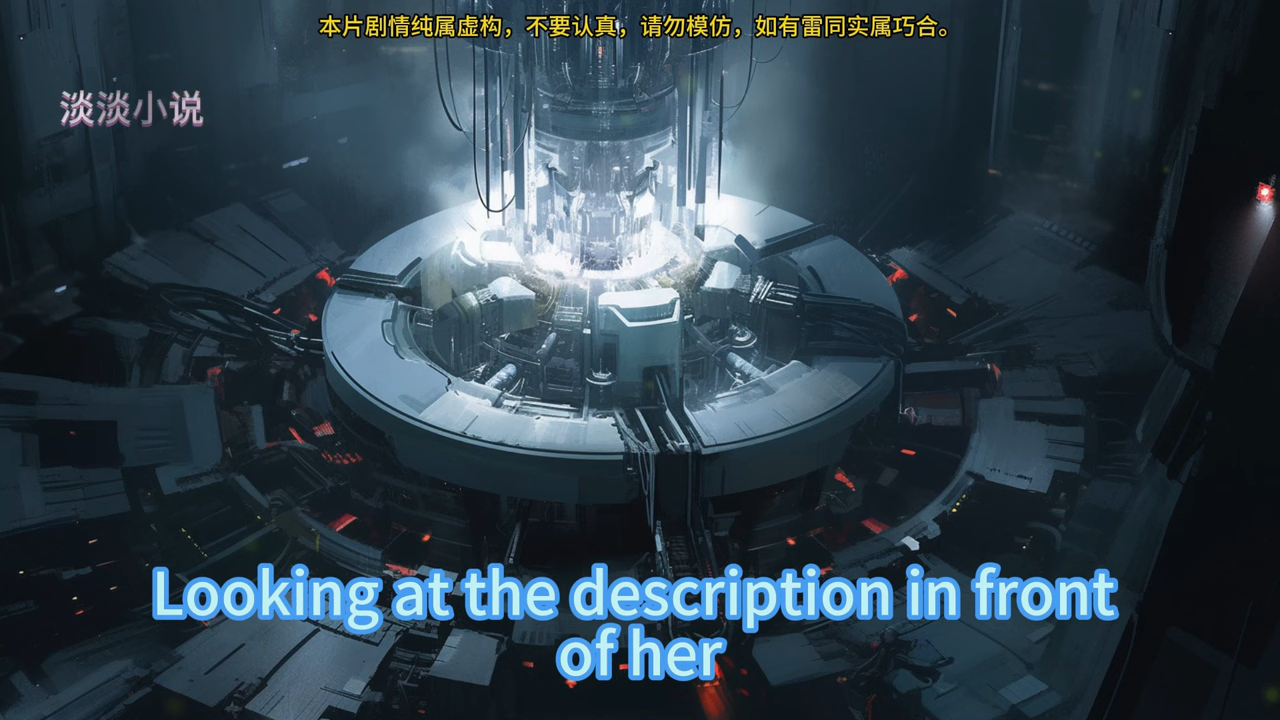 本片剧情纯属虚构，不要认真，请勿模仿，如有雷同实属巧合。
淡淡小说
Looking at the description in front
of her